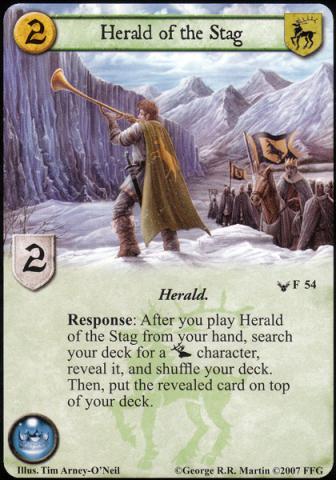 2
Herald of the Stag
2
F 54
Herald.
Response: After you play Herald
of the Stag from your hand, search
your deck for a character,
reveal it, and shuffle your deck.
Then, put the revealed card on top
of your deck.
Illus. Tim Arney-O'Neil
©George R.R. Martin ©2007 FFG